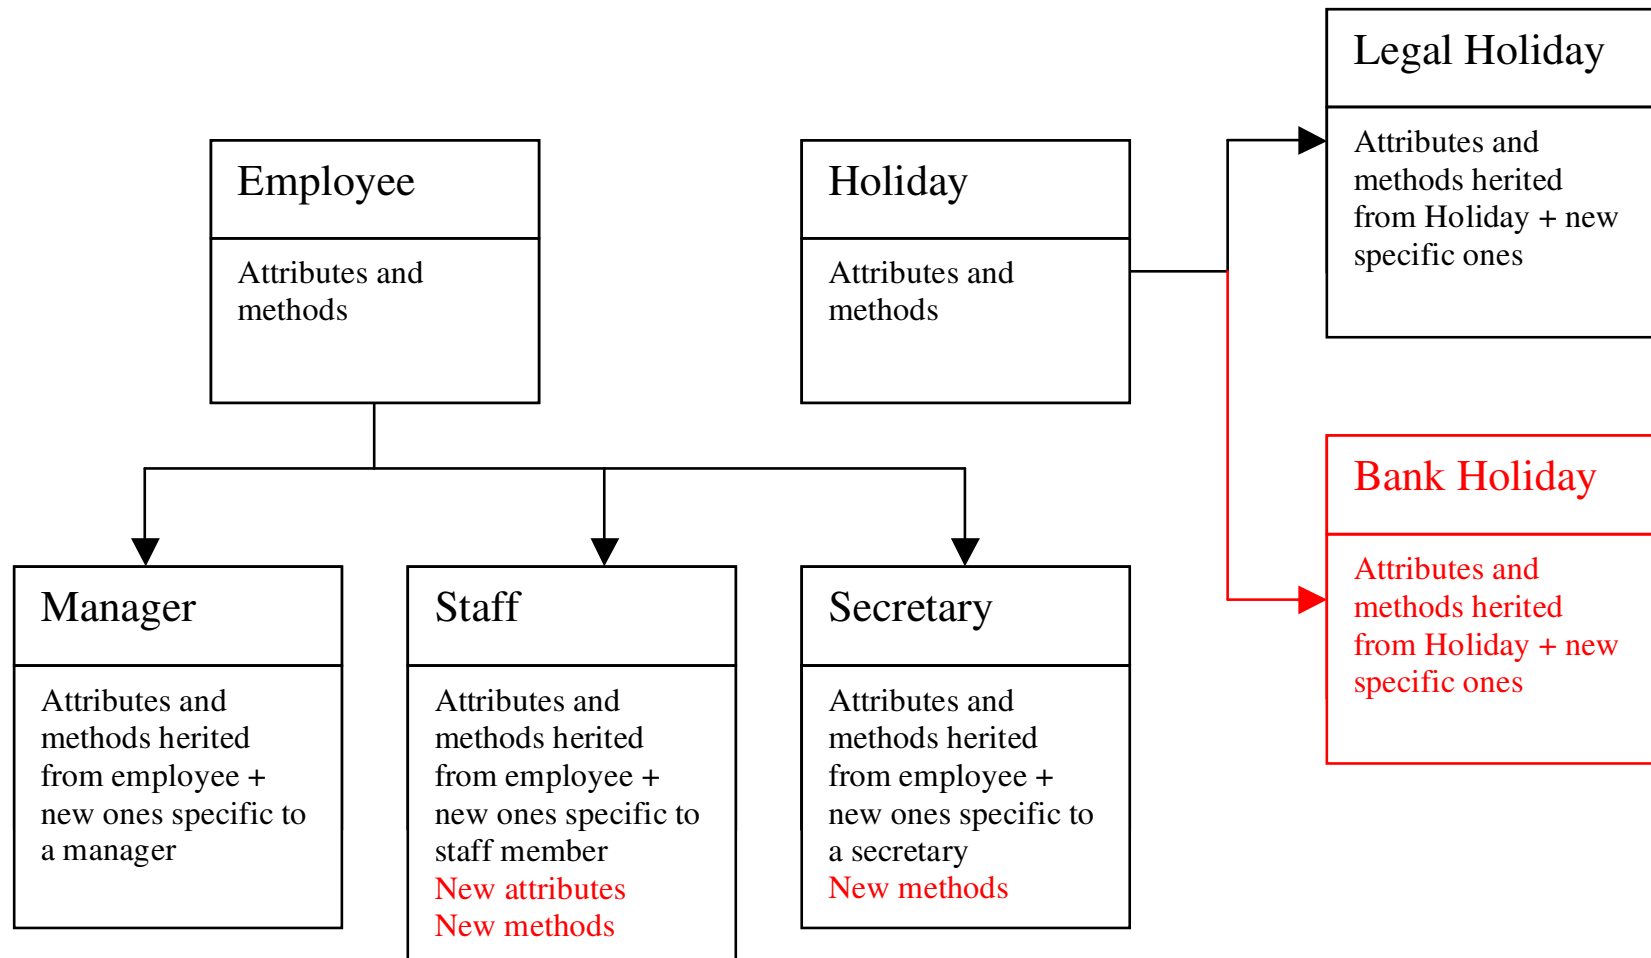 Legal Holiday
Attributes and
methods herited
from Holiday + new
specific ones
Employee
Attributes and
methods
Holiday
Attributes and
methods
Bank Holiday
Attributes and
methods herited
from Holiday + new
specific ones
Manager
Attributes and
methods herited
from employee +
new ones specific to
a manager
Staff
Attributes and
methods herited
from employee +
new ones specific to
staff member
New attributes
New methods
Secretary
Attributes and
methods herited
from employee +
new ones specific to
a secretary
New methods